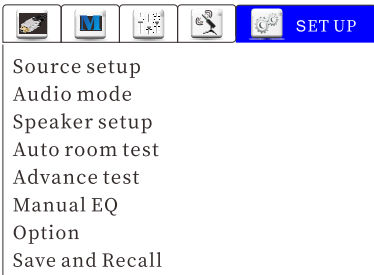 M
SET UP
Source setup
Audio mode
Speaker setup
Auto room test
Advance test
Manual EQ
Option
Save and Recall